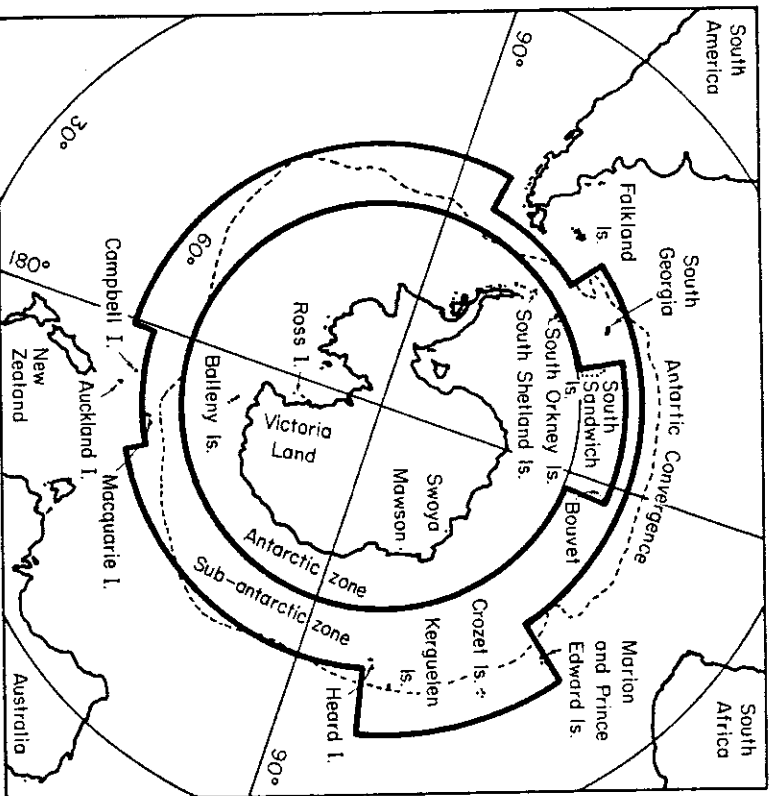 South
America
90°
30°
Falkland
Is.
South
Georgia
Antarctic Convergence
60°
180°
Campbell I.
New
Zealand
Auckland I.
Macquarie I.
Ross I.
Balleny Is.
Victoria
Land
South Shetland Is.
South Orkney Is.
South
Sandwich
Is.
Bouvet
Swoya
Mawson
Antarctic zone
Sub-antarctic zone
Crozet Is.
Kerguelen
Is.
Heard I.
Marion
and Prince
Edward Is.
South
Africa
90°
Australia